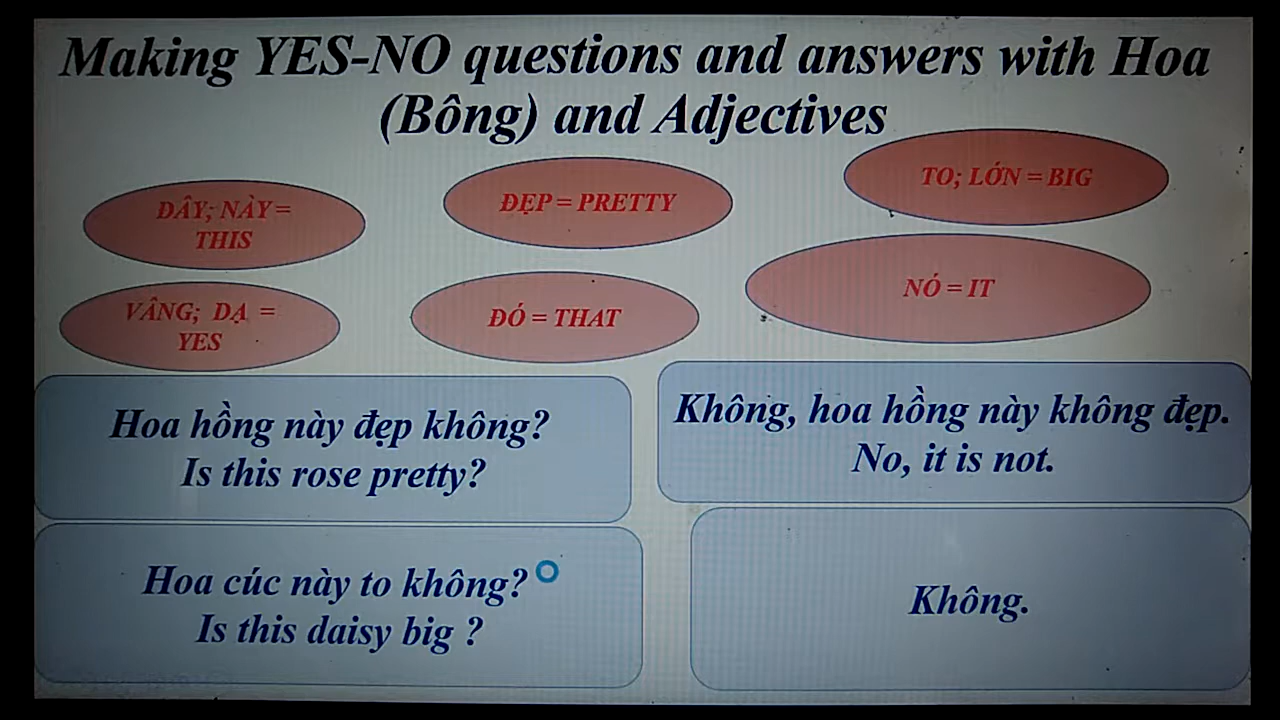 Making YES-NO questions and answers with Hoa
(Bông) and Adjectives
ĐÂY; NÀY =
THIS
ĐẸP = PRETTY
TO; LỚN = BIG
VÂNG; DẠ =
YES
ĐÓ = THAT
NÓ = IT
Hoa hồng này đẹp không?
Is this rose pretty?
Không, hoa hồng này không đẹp.
No, it is not.
Hoa cúc này to không?
Is this daisy big ?
Không.